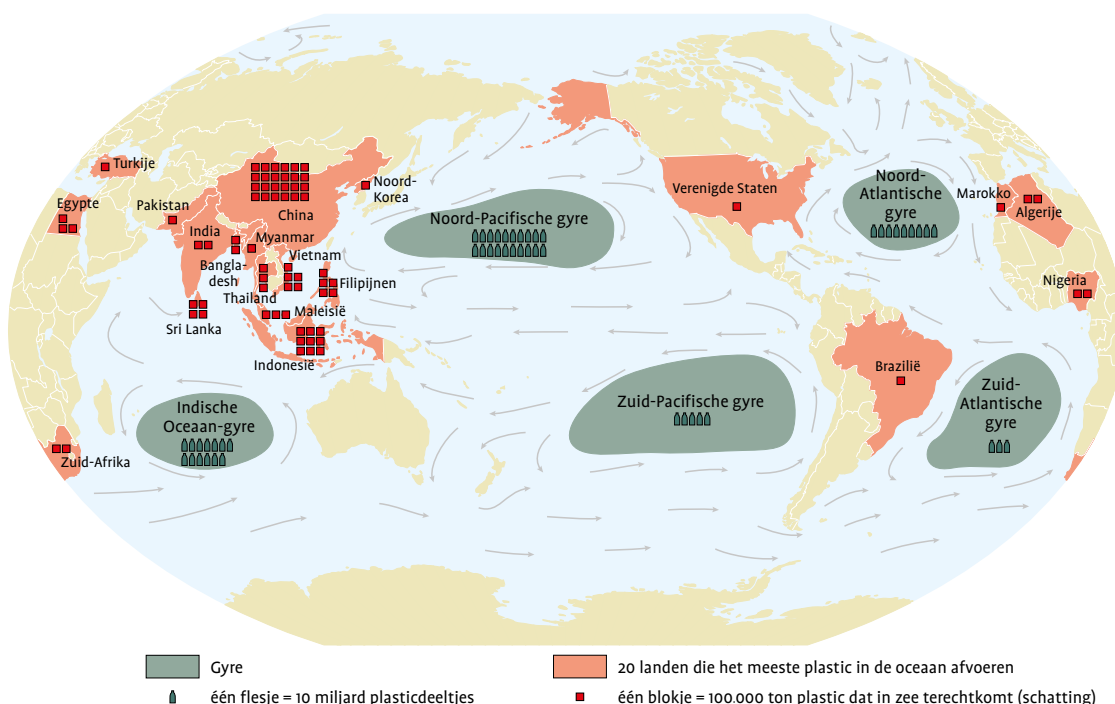 Turkije
Egypte
Pakistan
India
China
Noord-
Korea
Myanmar
Bangla-
desh
Vietnam
Thailand
Filipijnen
Sri Lanka
Maleisië
Indonesië
Zuid-Afrika
Noord-Pacifische gyre
Verenigde Staten
Noord-
Atlantische
gyre
Marokko
Algerije
Nigeria
Brazilië
Indische
Oceaan-gyre
Zuid-Pacifische gyre
Zuid-
Atlantische
gyre
Gyre
één flesje = 10 miljard plasticdeeltjes
20 landen die het meeste plastic in de oceaan afvoeren
één blokje = 100.000 ton plastic dat in zee terechtkomt (schatting)